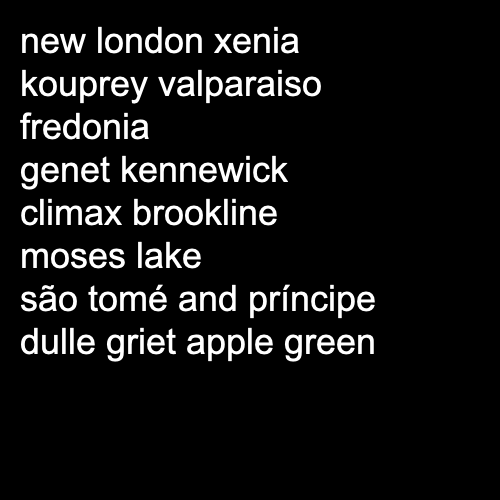 new london xenia
kouprey valparaiso
fredonia
genet kennewick
climax brookline
moses lake
são tomé and príncipe
dulle griet apple green